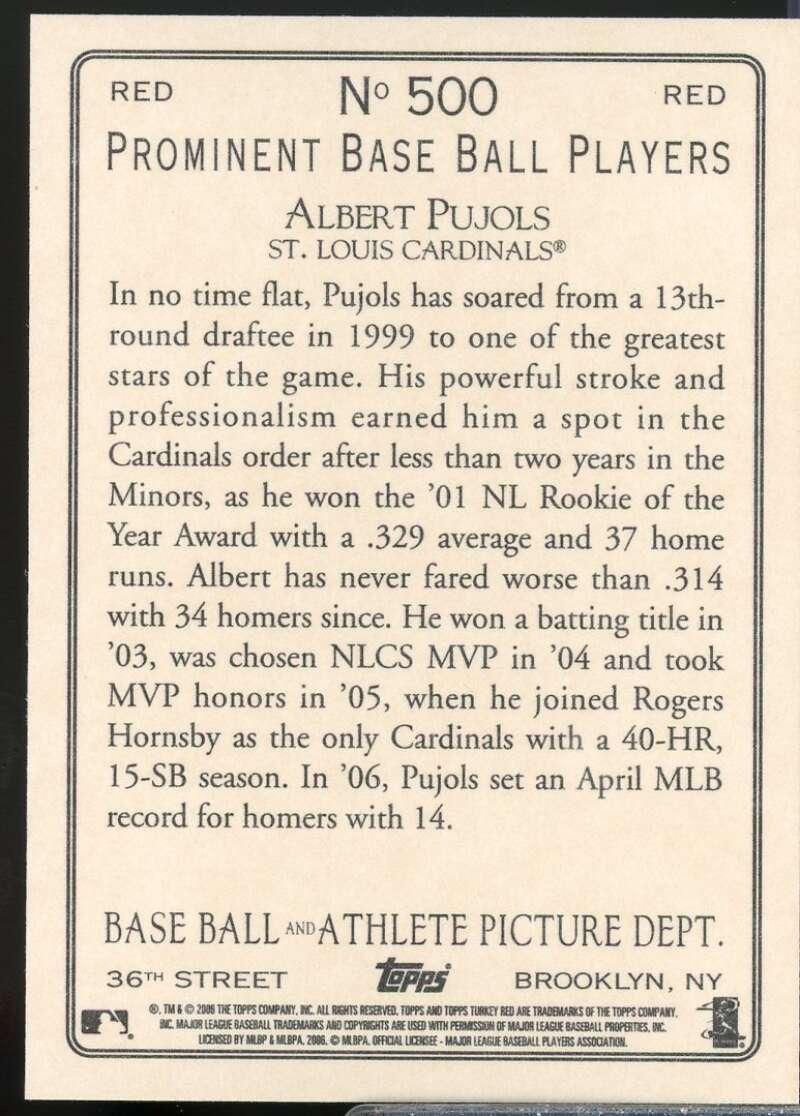 RED Nº 500 RED
PROMINENT BASE BALL PLAYERS
ALBERT PUJOLS
ST. LOUIS CARDINALS®
In no time flat, Pujols has soared from a 13th-
round draftee in 1999 to one of the greatest
stars of the game. His powerful stroke and
professionalism earned him a spot in the
Cardinals order after less than two years in the
Minors, as he won the ’01 NL Rookie of the
Year Award with a .329 average and 37 home
runs. Albert has never fared worse than .314
with 34 homers since. He won a batting title in
’03, was chosen NLCS MVP in ’04 and took
MVP honors in ’05, when he joined Rogers
Hornsby as the only Cardinals with a 40-HR,
15-SB season. In ’06, Pujols set an April MLB
record for homers with 14.
BASE BALL AND ATHLETE PICTURE DEPT.
36TH STREET topps® BROOKLYN, NY
®, TM & © 2006 THE TOPPS COMPANY, INC. ALL RIGHTS RESERVED. TOPPS AND TOPPS TURKEY RED ARE TRADEMARKS OF THE TOPPS COMPANY,
INC. MAJOR LEAGUE BASEBALL TRADEMARKS AND COPYRIGHTS ARE USED WITH PERMISSION OF MAJOR LEAGUE BASEBALL PROPERTIES, INC.
LICENSED BY MLBP & MLBPA, 2006. © MLBPA. OFFICIAL LICENSEE - MAJOR LEAGUE BASEBALL PLAYERS ASSOCIATION.